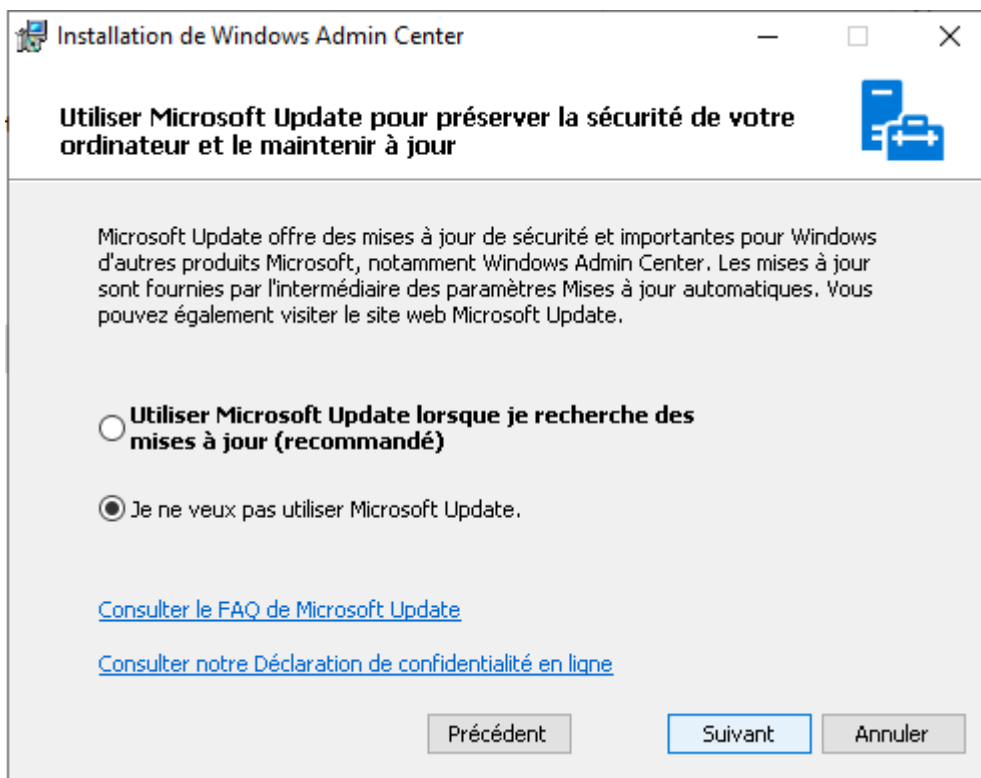 Installation de Windows Admin Center
Utiliser Microsoft Update pour préserver la sécurité de votre
ordinateur et le maintenir à jour
Microsoft Update offre des mises à jour de sécurité et importantes pour Windows
d'autres produits Microsoft, notamment Windows Admin Center. Les mises à jour
sont fournies par l'intermédiaire des paramètres Mises à jour automatiques. Vous
pouvez également visiter le site web Microsoft Update.
Utiliser Microsoft Update lorsque je recherche des
mises à jour (recommandé)
Je ne veux pas utiliser Microsoft Update.
Consulter le FAQ de Microsoft Update
Consulter notre Déclaration de confidentialité en ligne
Précédent Suivant Annuler